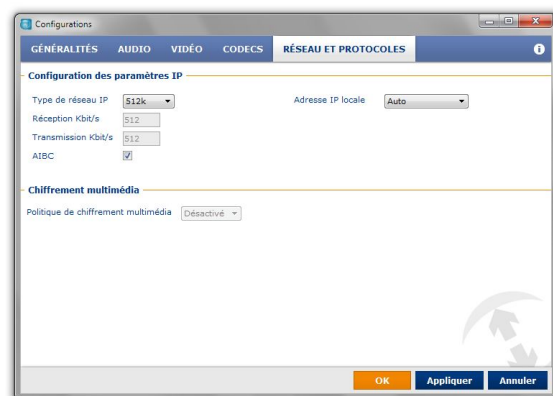 Configurations
GÉNÉRALITÉS AUDIO VIDÉO CODECS RÉSEAU ET PROTOCOLES
Configuration des paramètres IP
Type de réseau IP 512k Adresse IP locale Auto
Réception Kbit/s 512
Transmission Kbit/s 512
AIBC
Chiffrement multimédia
Politique de chiffrement multimédia Désactivé
OK Appliquer Annuler